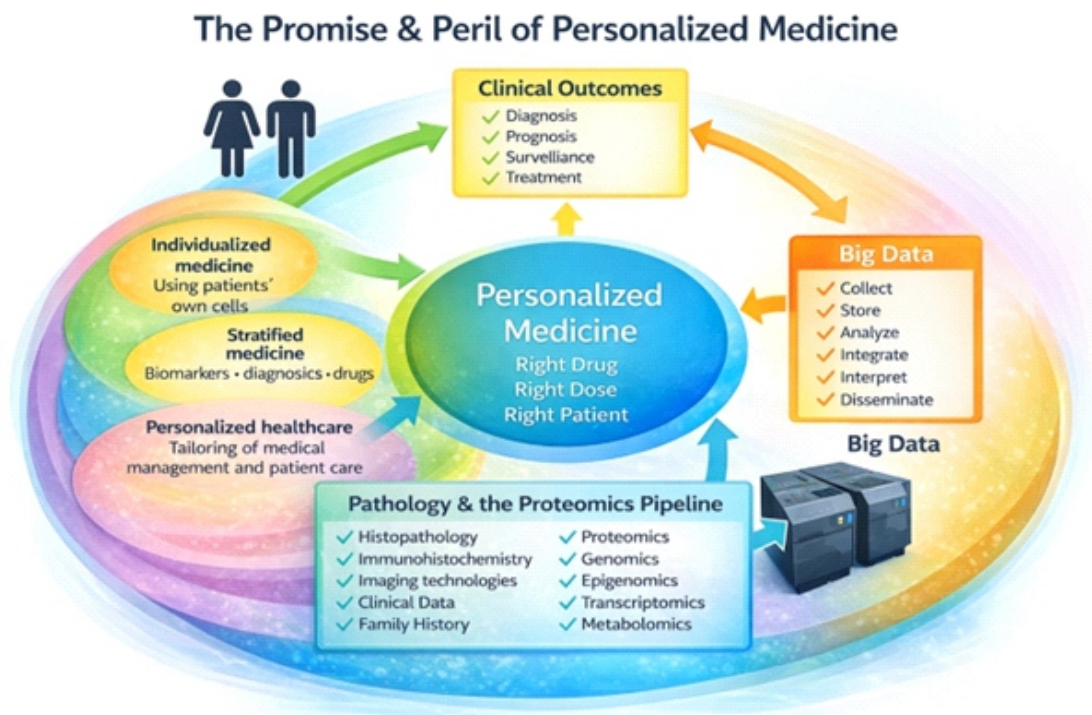 The Promise & Peril of Personalized Medicine
Clinical Outcomes
✓ Diagnosis
✓ Prognosis
✓ Survelliance
✓ Treatment
Individualized
medicine
Using patients'
own cells
Stratified
medicine
Biomarkers • diagnosics • drugs
Personalized healthcare
Tailoring of medical
management and patient care
Personalized
Medicine
Right Drug
Right Dose
Right Patient
Big Data
✓ Collect
✓ Store
✓ Analyze
✓ Integrate
✓ Interpret
✓ Disseminate
Big Data
Pathology & the Proteomics Pipeline
✓ Histopathology
✓ Immunohistochemistry
✓ Imaging technologies
✓ Clinical Data
✓ Family History
✓ Proteomics
✓ Genomics
✓ Epigenomics
✓ Transcriptomics
✓ Metabolomics